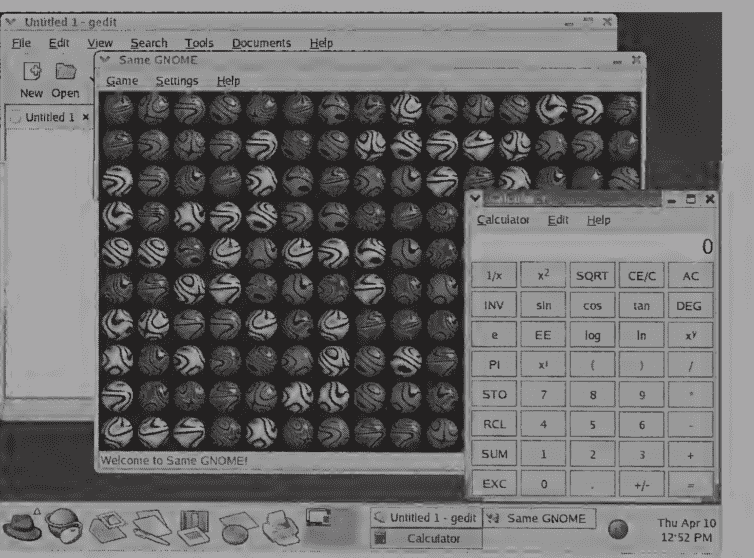 Untitled 1 - gedit
File Edit View Search Tools Documents Help
New Open
Untitled 1 ×
Same GNOME
Game Settings Help
Welcome to Same GNOME!
Calculator Edit Help
0
1/x x² SQRT CE/C AC
INV sin cos tan DEG
e EE log ln xʸ
PI x! ( ) /
STO 7 8 9 *
RCL 4 5 6 -
SUM 1 2 3 +
EXC 0 . +/- =
Untitled 1 - gedit Same GNOME
Calculator
Thu Apr 10
12:52 PM